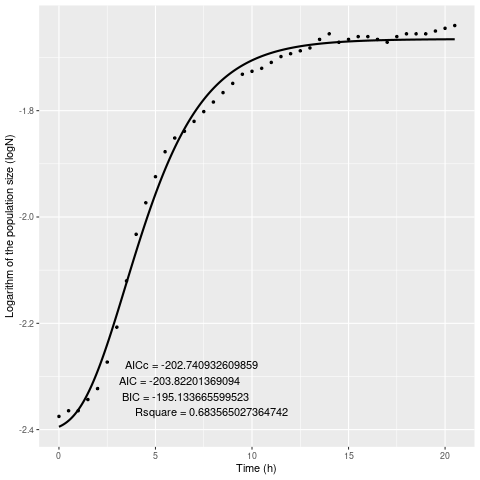 Logarithm of the population size (logN)
-1.8
-2.0
-2.2
-2.4
AICc = -202.740932609859
AIC = -203.82201369094
BIC = -195.133665599523
Rsquare = 0.683565027364742
0 5 10 15 20
Time (h)